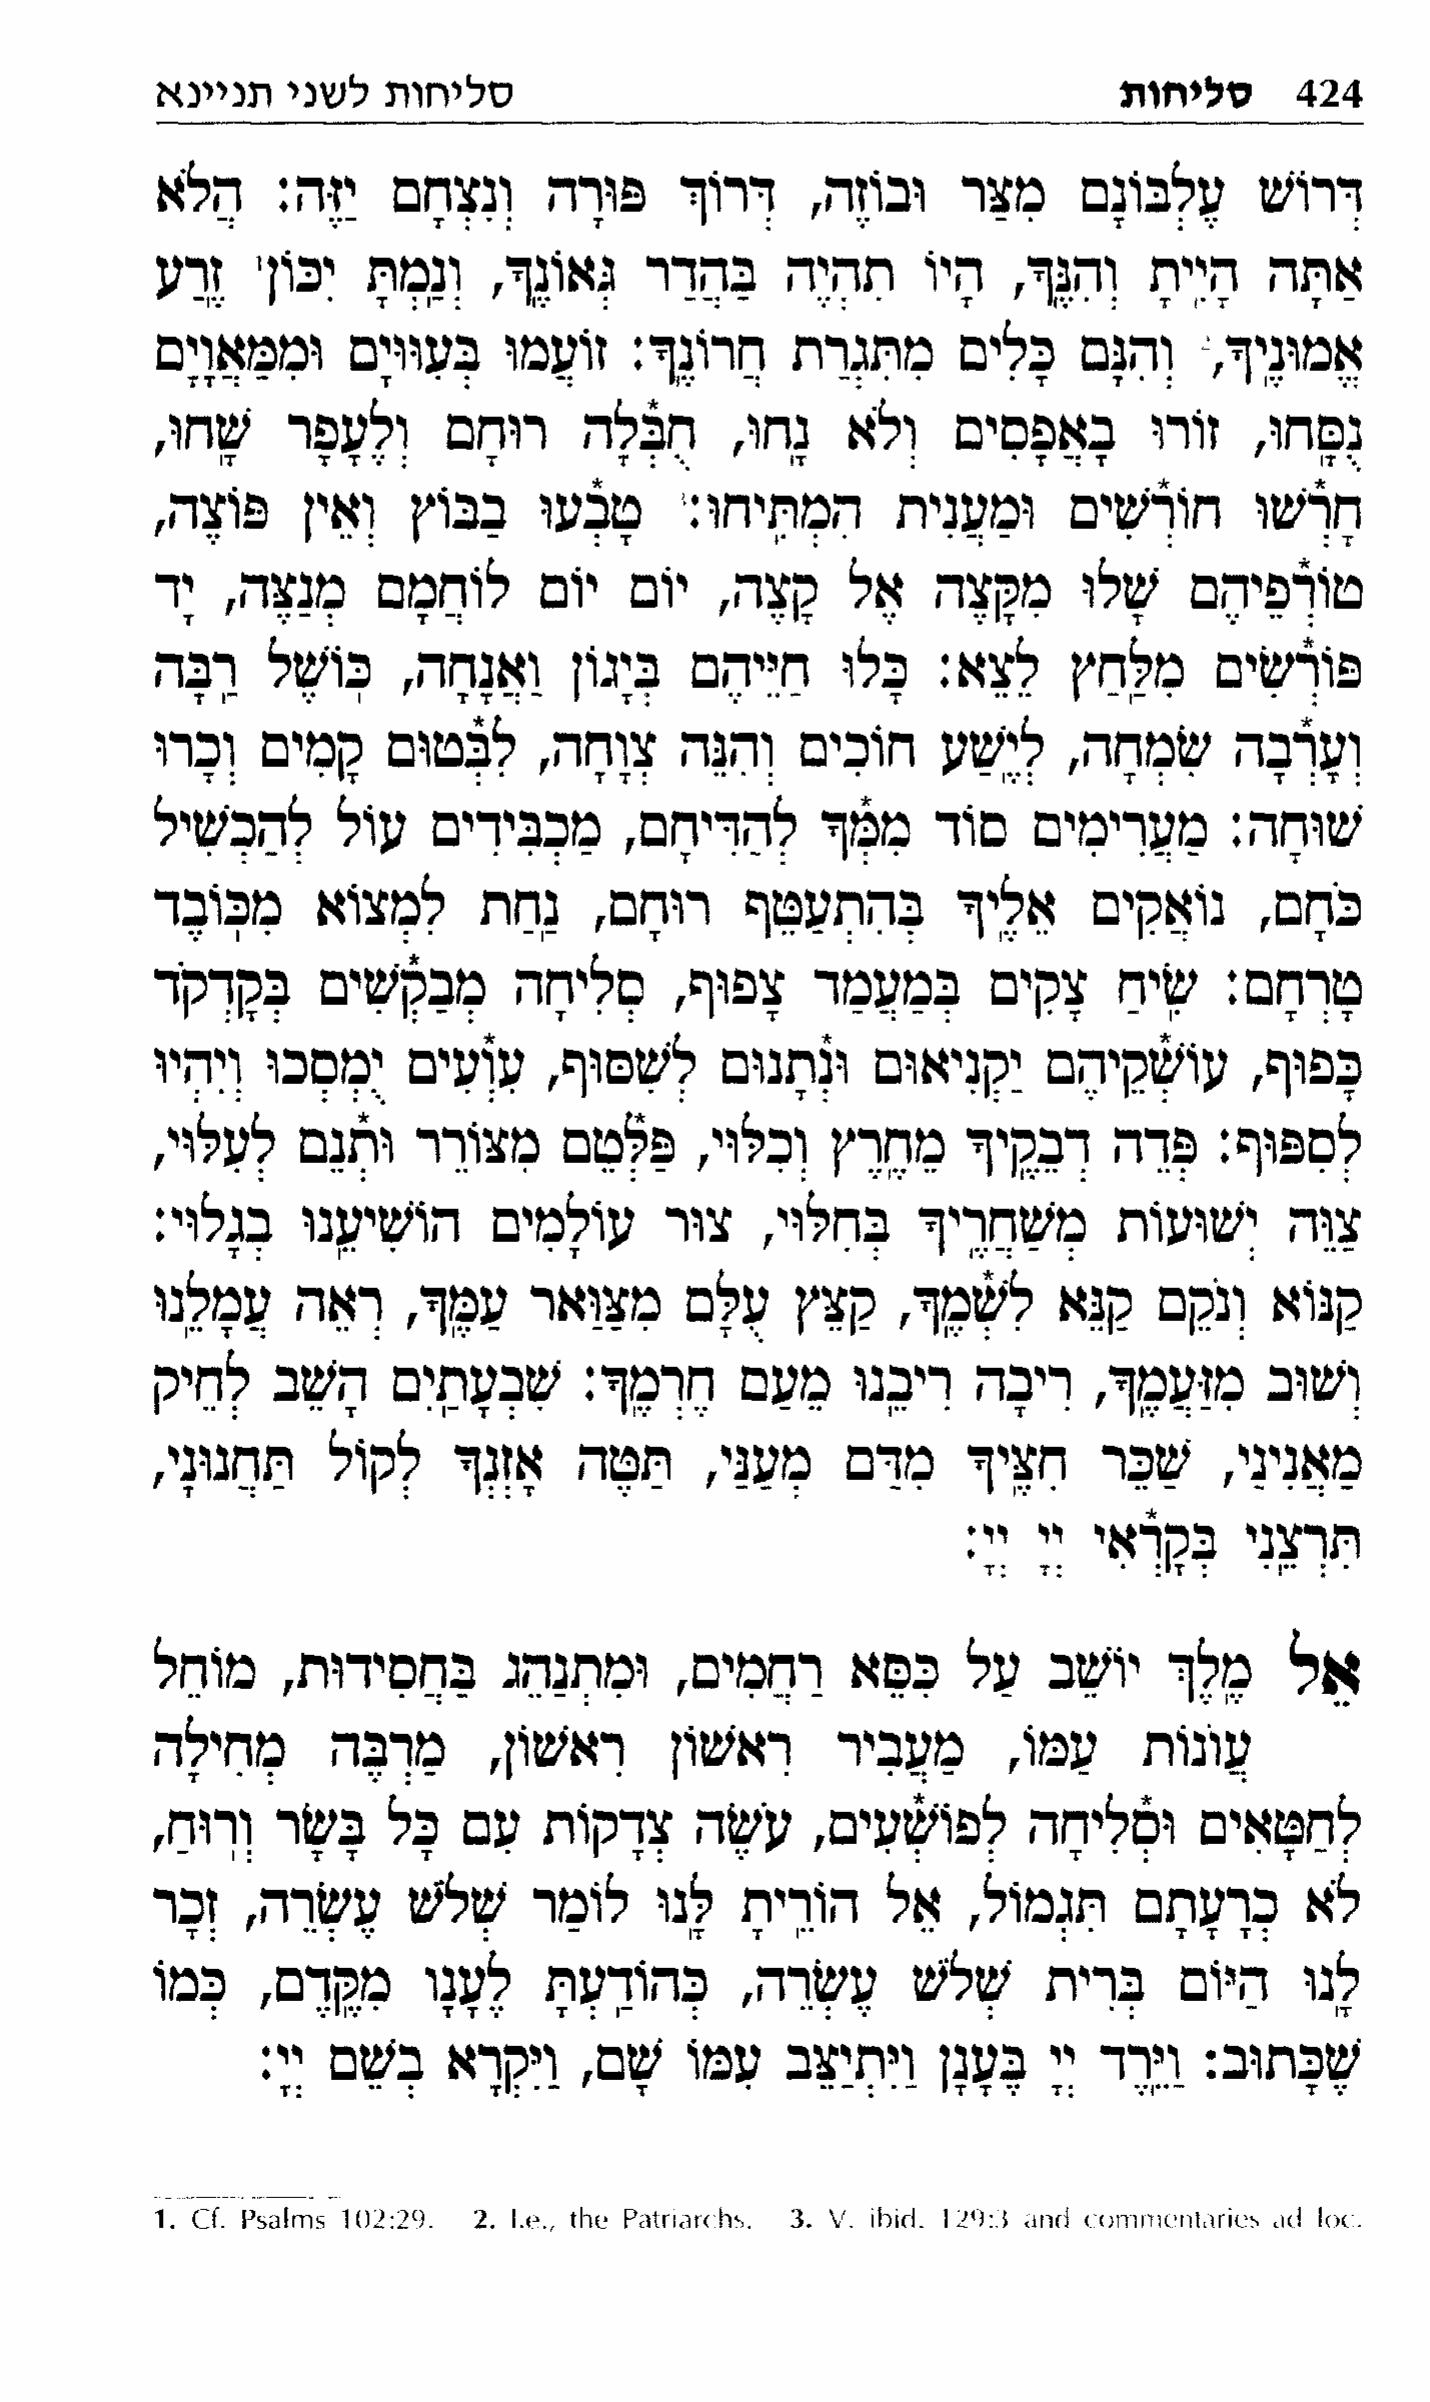 424 סליחות סליחות לשני תניינא
דְּרוֹשׁ עֶלְבּוֹנָם מִצַּר וּבוֹזֶה, דְּרוֹךְ פּוּרָה וְנִצְחָם יַזֶּה: הֲלֹא
אַתָּה הָיִיתָ וְהִנֶּךָּ, הָיוֹ תִהְיֶה בַּהֲדַר גְּאוֹנֶךָ, וְנַמְתָּ יִכּוֹן¹ זֶרַע
אֱמוּנֶיךָ,² וְהִנָּם כָּלִים מִתִּגְרַת חֲרוֹנֶךָ: זוֹעֲמוּ בְּעִוּוּיָם וּמִמַּאֲוָיָם
נֻסָּחוּ, זוֹרוּ בָאֲפָסִים וְלֹא נָחוּ, חֻבְּ֯לָה רוּחָם וְלֶעָפָר שָׁחוּ,
חָרְ֯שׁוּ חוֹרְ֯שִׁים וּמַעֲנִית הִמְתִּיחוּ:³ טָבְ֯עוּ בַבּוֹץ וְאֵין פּוֹצֶה,
טוֹרְ֯פֵיהֶם שָׁלוּ מִקָּצֶה אֶל קָצֶה, יוֹם יוֹם לוֹחֲמָם מְנַצֶּה, יָד
פּוֹרְ֯שִׂים מִלַּחַץ לְצֵא: כָּלוּ חַיֵּיהֶם בְּיָגוֹן וַאֲנָחָה, כּוֹשֶׁל רַבָּה
וְעָרְ֯בָה שִׂמְחָה, לְיֶשַׁע חוֹכִים וְהִנֵּה צְוָחָה, לִבְּ֯טוּם קָמִים וְכָרוּ
שׁוּחָה: מַעֲרִימִים סוֹד מִמְּ֯ךָ לְהַדִּיחָם, מַכְבִּידִים עוֹל לְהַכְשִׁיל
כֹּחָם, נוֹאֲקִים אֵלֶיךָ בְּהִתְעַטֵּף רוּחָם, נַחַת לִמְצוֹא מִכּוֹבֶד
טָרְחָם: שִׂיחַ צָקִים בְּמַעֲמַד צָפוּף, סְלִיחָה מְבַקְ֯שִׁים בְּקָדְקֹד
כָּפוּף, עוֹשְׁ֯קֵיהֶם יַקְנִיאוּם וּנְ֯תָנוּם לְשִׁסּוּף, עִוְ֯עִים יֻמְסְכוּ וְיִהְיוּ
לְסִפּוּף: פְּדֵה דְבֵקֶיךָ מֵחֶרֶץ וְכִלּוּי, פַּלְּ֯טֵם מִצּוֹרֵר וּתְ֯נֵם לְעִלּוּי,
צַוֵּה יְשׁוּעוֹת מְשַׁחֲרֶיךָ בְּחִלּוּי, צוּר עוֹלָמִים הוֹשִׁיעֵנוּ בְגָלוּי:
קַנּוֹא וְנֹקֵם קַנֵּא לִשְׁ֯מֶךָ, קַצֵּץ עֻלָּם מִצַּוַּאר עַמֶּךָ, רְאֵה עֲמָלֵנוּ
וְשׁוּב מִזַּעֲמֶךָ, רִיבָה רִיבֵנוּ מֵעַם חֶרְמֶךָ: שִׁבְעָתַיִם הָשֵׁב לְחֵיק
מַאֲנִינַי, שַׁכֵּר חִצֶּיךָ מִדַּם מְעַנַּי, תַּטֶּה אָזְנְךָ לְקוֹל תַּחֲנוּנָי,
תִּרְצֵנִי בְּקָרְ֯אִי יְיָ יְיָ:
אֵל מֶלֶךְ יוֹשֵׁב עַל כִּסֵּא רַחֲמִים, וּמִתְנַהֵג בַּחֲסִידוּת, מוֹחֵל
עֲוֹנוֹת עַמּוֹ, מַעֲבִיר רִאשׁוֹן רִאשׁוֹן, מַרְבֶּה מְחִילָה
לְחַטָּאִים וּסְ֯לִיחָה לְפוֹשְׁ֯עִים, עֹשֶׂה צְדָקוֹת עִם כָּל בָּשָׂר וְרוּחַ,
לֹא כְרָעָתָם תִּגְמוֹל, אֵל הוֹרֵיתָ לָּנוּ לוֹמַר שְׁלֹשׁ עֶשְׂרֵה, זְכָר
לָנוּ הַיּוֹם בְּרִית שְׁלֹשׁ עֶשְׂרֵה, כְּהוֹדַעְתָּ לֶעָנָו מִקֶּדֶם, כְּמוֹ
שֶׁכָּתוּב: וַיֵּרֶד יְיָ בֶּעָנָן וַיִּתְיַצֵּב עִמּוֹ שָׁם, וַיִּקְרָא בְשֵׁם יְיָ:
1. Cf. Psalms 102:29. 2. I.e., the Patriarchs. 3. V. ibid. 129:3 and commentaries ad loc.